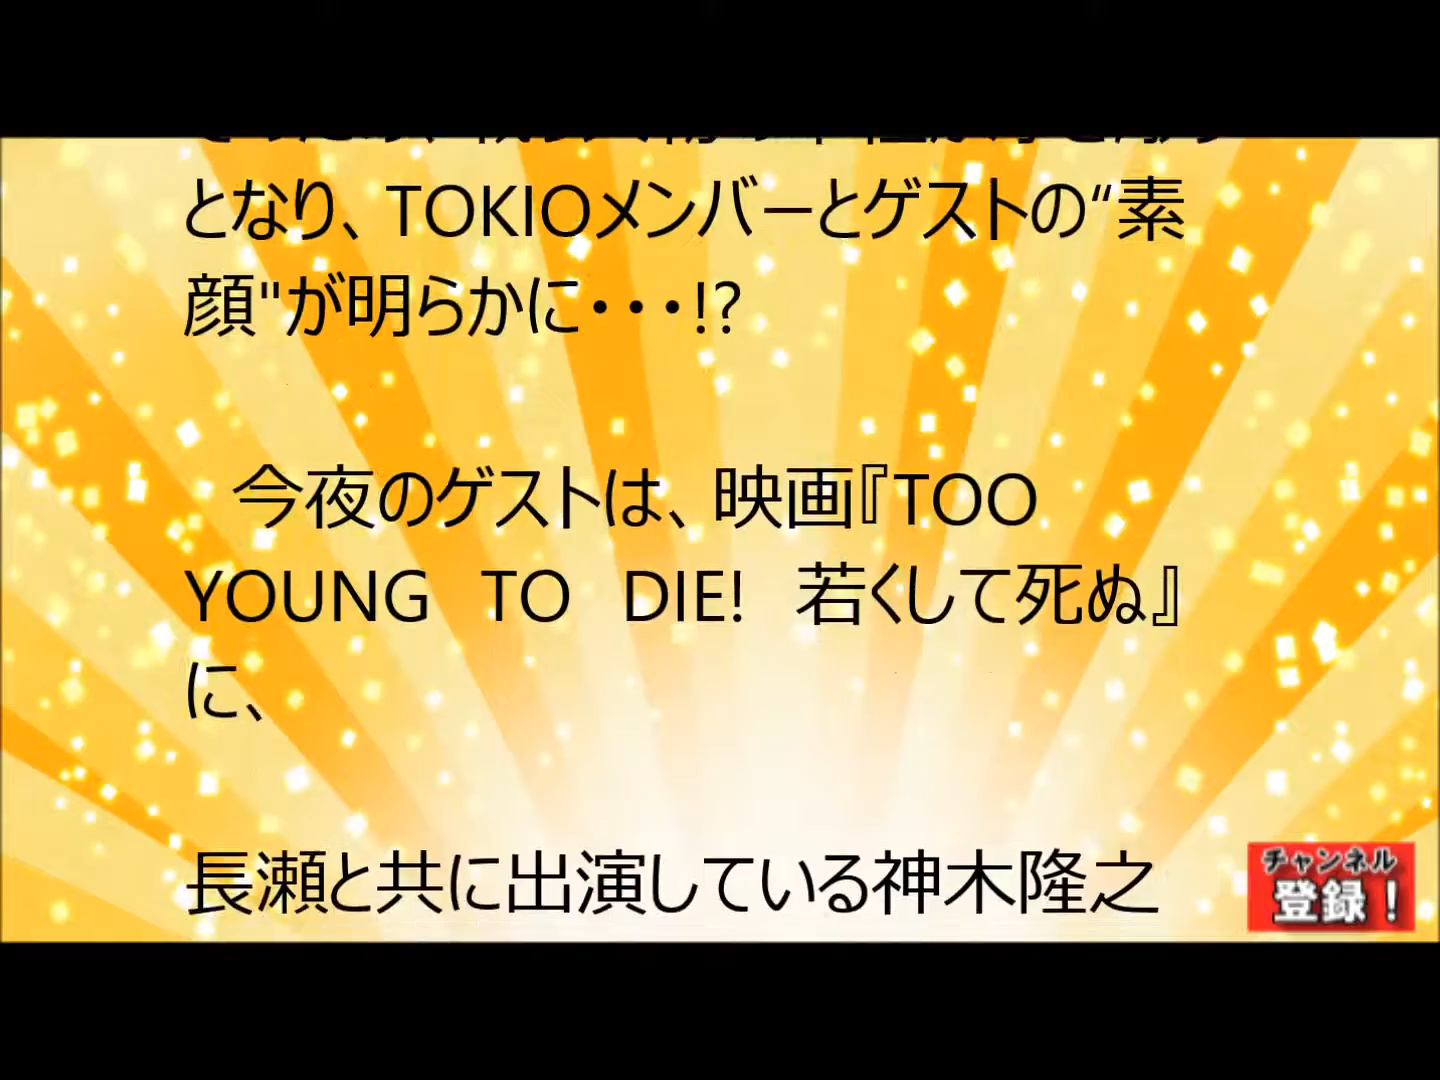 となり、TOKIOメンバーとゲストの“素
顔"が明らかに・・・!?
今夜のゲストは、映画『TOO
YOUNG　TO　DIE!　若くして死ぬ』
に、
長瀬と共に出演している神木隆之
チャンネル
登録！